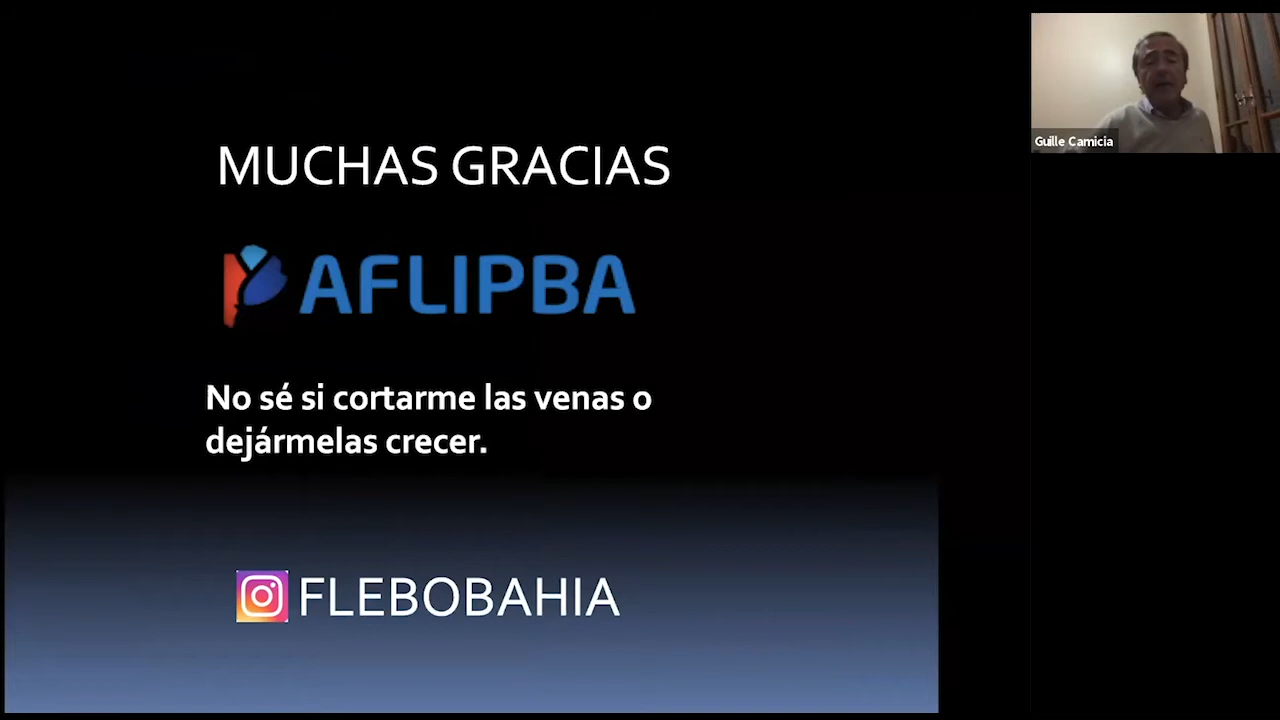 MUCHAS GRACIAS
AFLIPBA
No sé si cortarme las venas o
dejármelas crecer.
FLEBOBAHIA
Guille Camicia